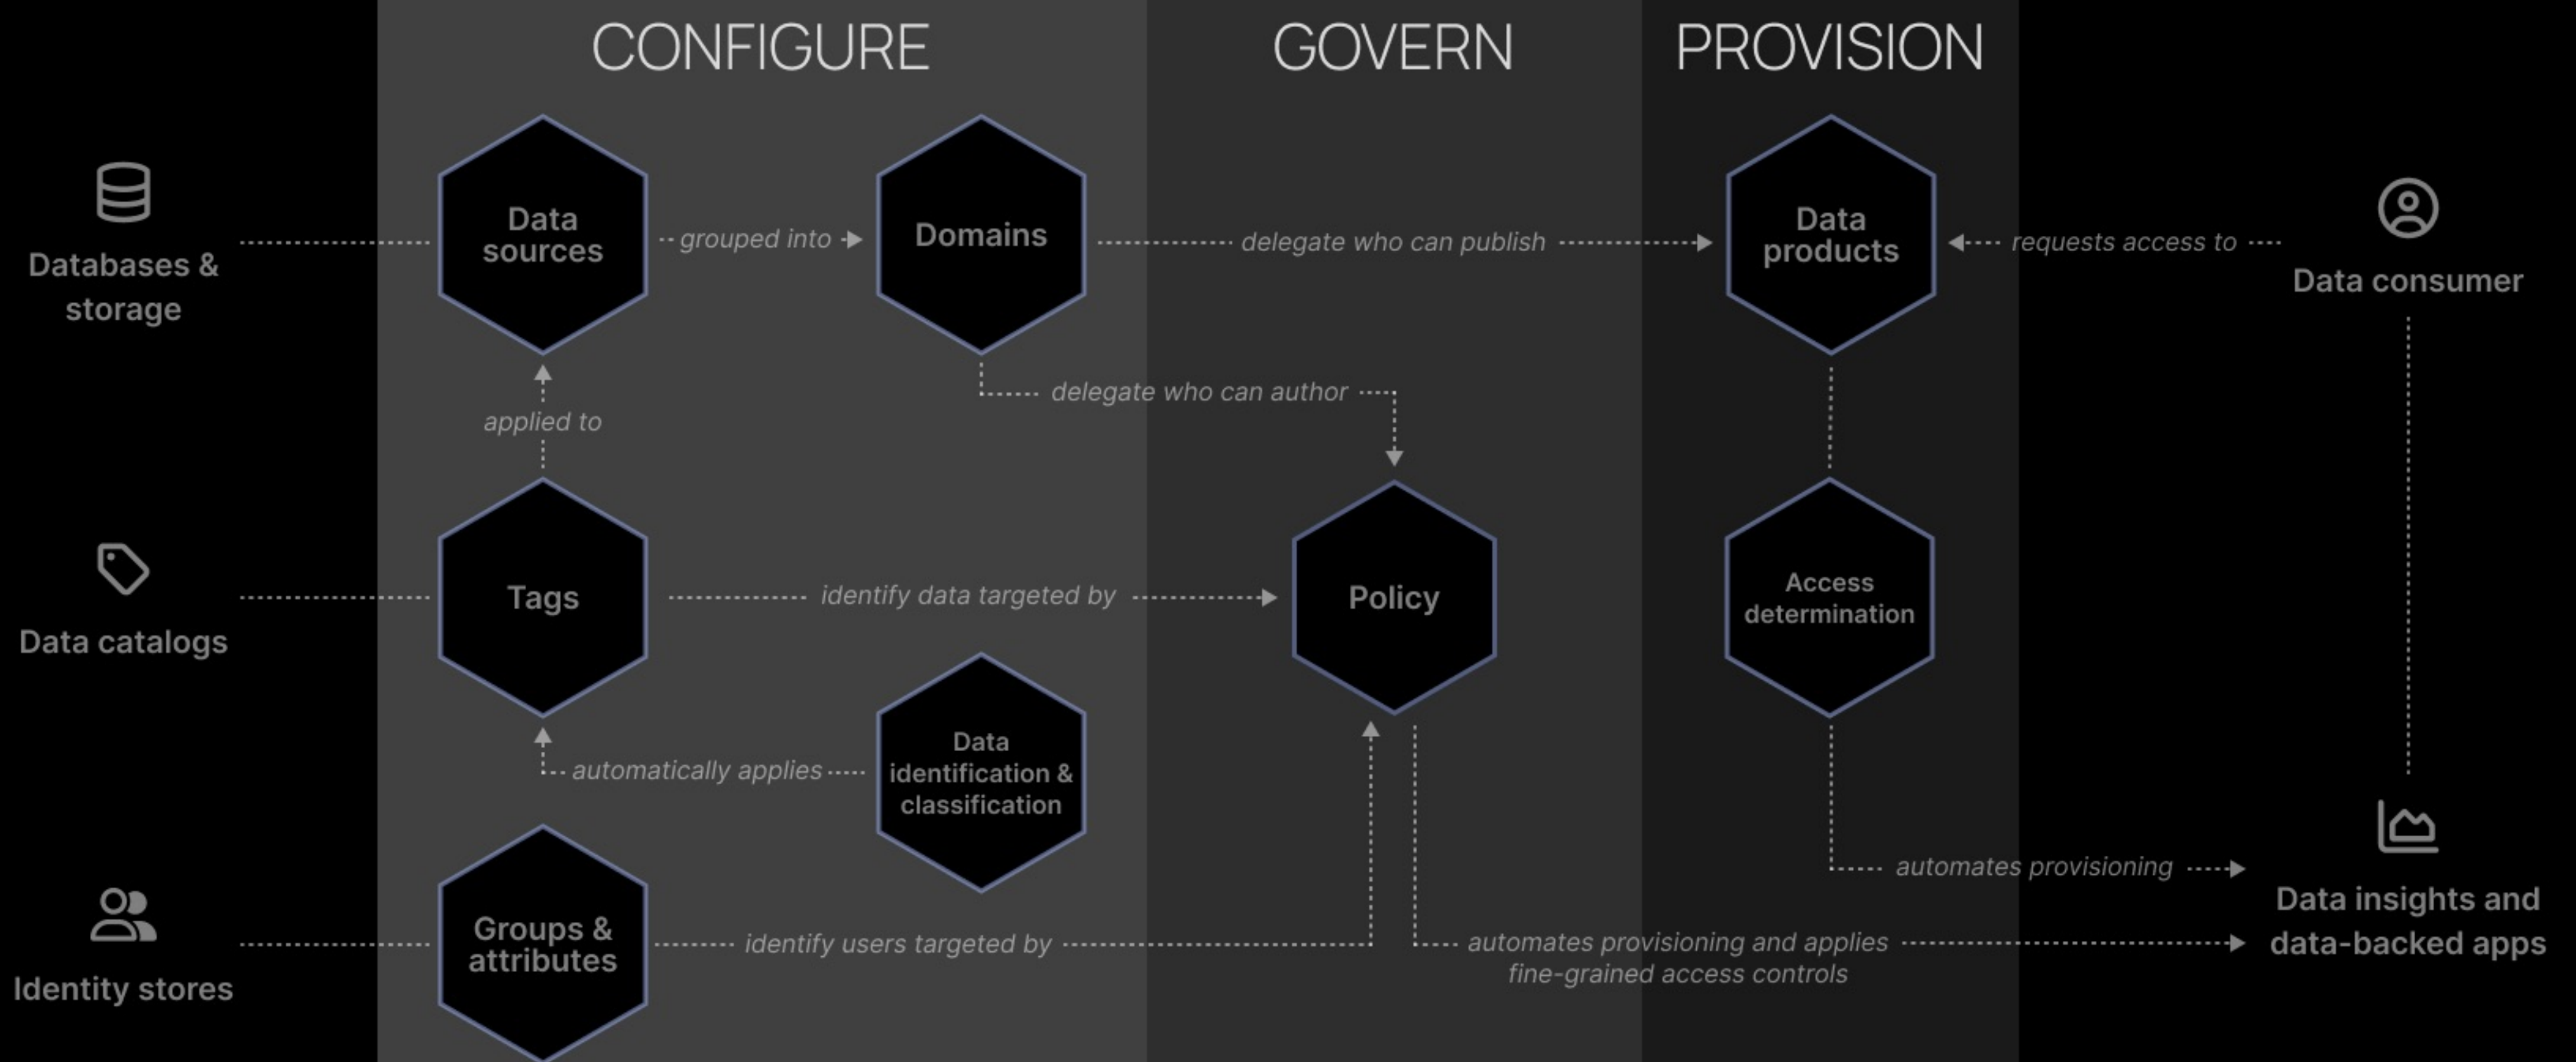 CONFIGURE
GOVERN
PROVISION
Databases &
storage
Data
sources
grouped into
Domains
delegate who can publish
Data
products
requests access to
Data consumer
applied to
delegate who can author
Data catalogs
Tags
identify data targeted by
Policy
Access
determination
automatically applies
Data
identification &
classification
automates provisioning
Identity stores
Groups &
attributes
identify users targeted by
automates provisioning and applies
fine-grained access controls
Data insights and
data-backed apps